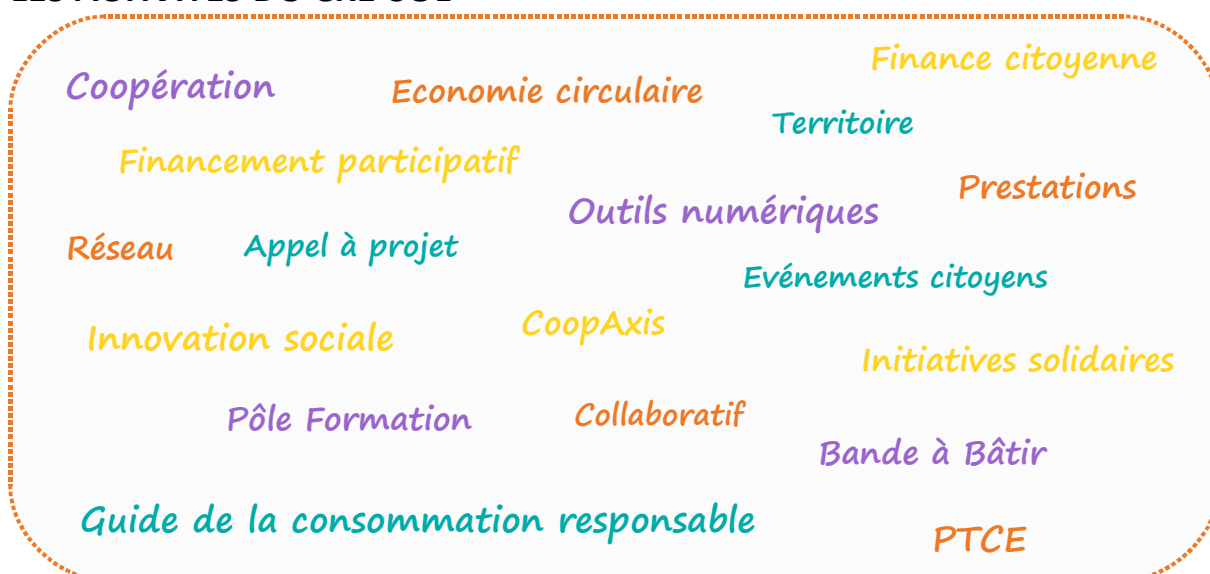 Finance citoyenne
Coopération
Economie circulaire
Territoire
Financement participatif
Prestations
Outils numériques
Réseau
Appel à projet
Evénements citoyens
CoopAxis
Innovation sociale
Initiatives solidaires
Pôle Formation
Collaboratif
Bande à Bâtir
Guide de la consommation responsable
PTCE